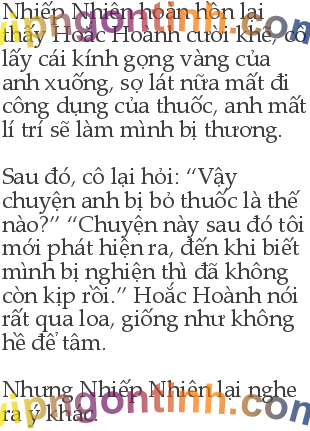 Nhiếp Nhiên hoàn hồn lại
thấy Hoắc Hoành cười khẽ, cô
lấy cái kính gọng vàng của
anh xuống, sợ lát nữa mất đi
công dụng của thuốc, anh mất
lí trí sẽ làm mình bị thương.
Sau đó, cô lại hỏi: “Vậy
chuyện anh bị bỏ thuốc là thế
nào?” “Chuyện này sau đó tôi
mới phát hiện ra, đến khi biết
mình bị nghiện thì đã không
còn kịp rồi.” Hoắc Hoành nói
rất qua loa, giống như không
hề để tâm.
Nhưng Nhiếp Nhiên lại nghe
ra ý khác.
vipngontinh.com
vipngontinh.com